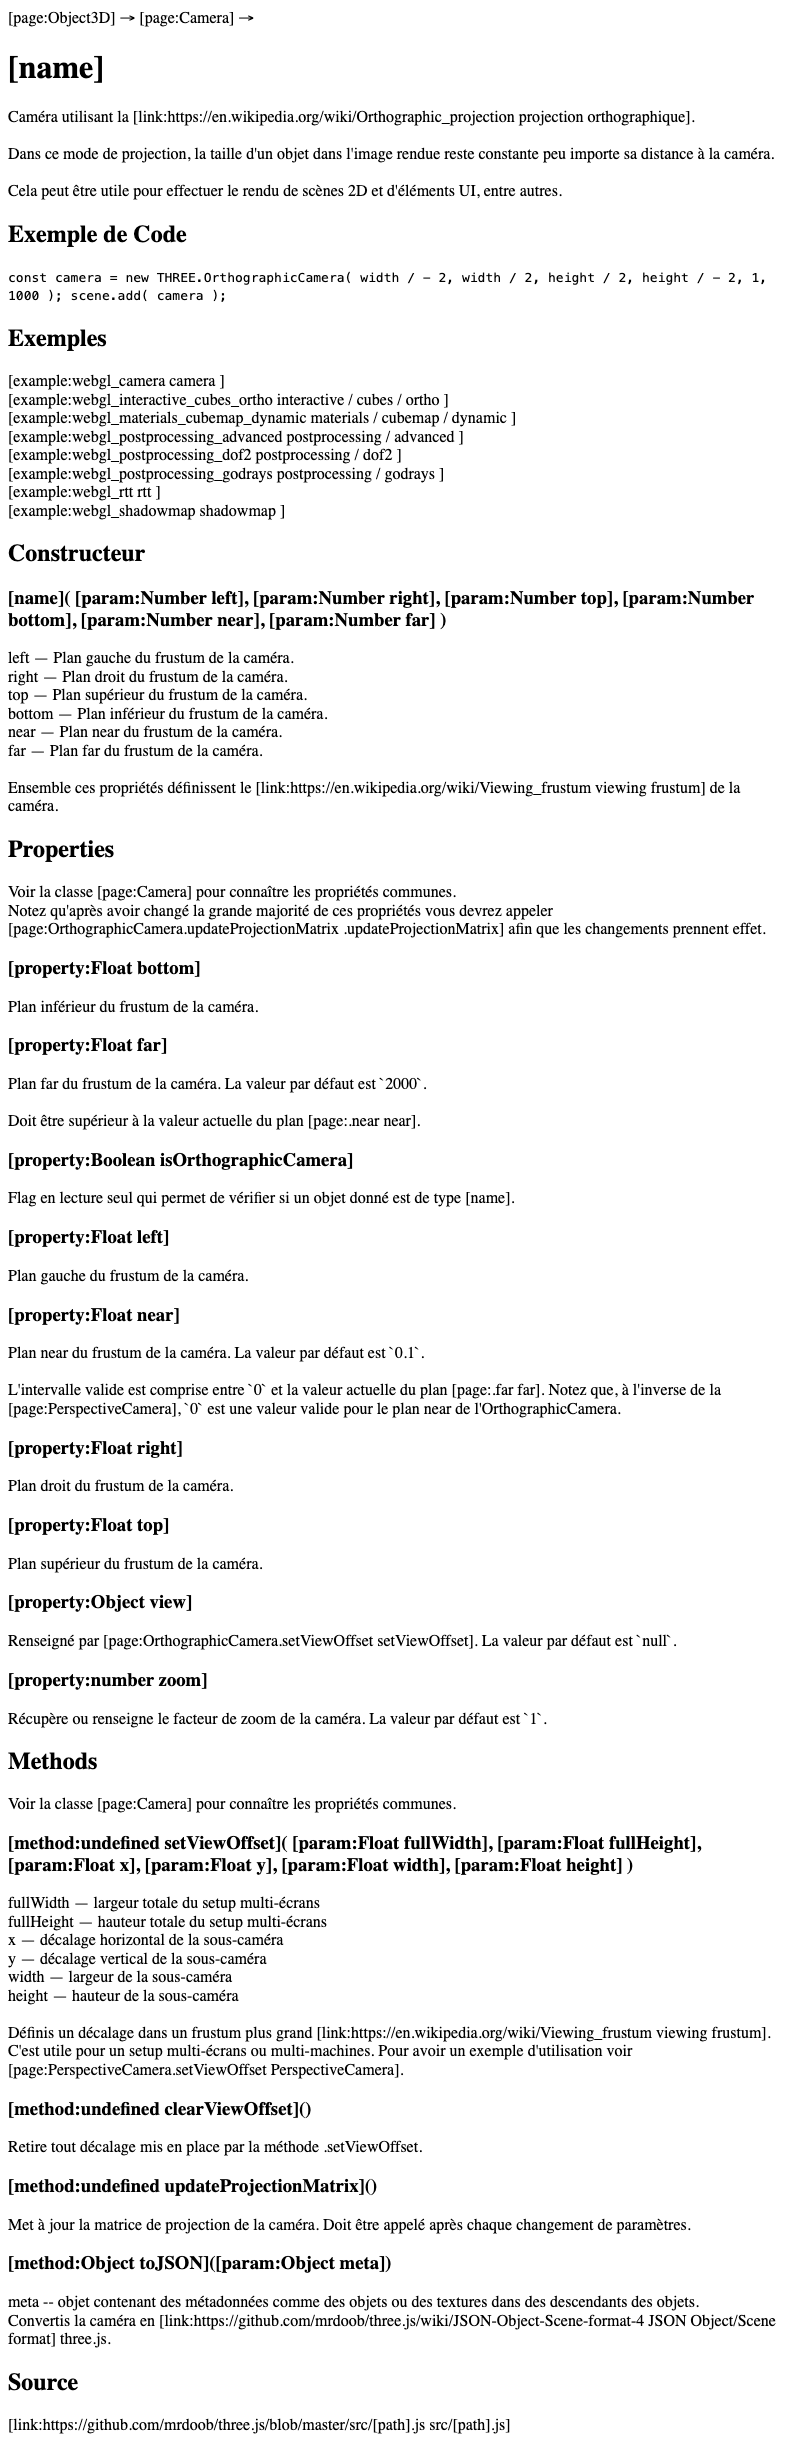 [page:Object3D] → [page:Camera] →
[name]
Caméra utilisant la [link:https://en.wikipedia.org/wiki/Orthographic_projection projection orthographique].
Dans ce mode de projection, la taille d'un objet dans l'image rendue reste constante peu importe sa distance à la caméra.
Cela peut être utile pour effectuer le rendu de scènes 2D et d'éléments UI, entre autres.
Exemple de Code
const camera = new THREE.OrthographicCamera( width / - 2, width / 2, height / 2, height / - 2, 1,
1000 ); scene.add( camera );
Exemples
[example:webgl_camera camera ]
[example:webgl_interactive_cubes_ortho interactive / cubes / ortho ]
[example:webgl_materials_cubemap_dynamic materials / cubemap / dynamic ]
[example:webgl_postprocessing_advanced postprocessing / advanced ]
[example:webgl_postprocessing_dof2 postprocessing / dof2 ]
[example:webgl_postprocessing_godrays postprocessing / godrays ]
[example:webgl_rtt rtt ]
[example:webgl_shadowmap shadowmap ]
Constructeur
[name]( [param:Number left], [param:Number right], [param:Number top], [param:Number
bottom], [param:Number near], [param:Number far] )
left — Plan gauche du frustum de la caméra.
right — Plan droit du frustum de la caméra.
top — Plan supérieur du frustum de la caméra.
bottom — Plan inférieur du frustum de la caméra.
near — Plan near du frustum de la caméra.
far — Plan far du frustum de la caméra.
Ensemble ces propriétés définissent le [link:https://en.wikipedia.org/wiki/Viewing_frustum viewing frustum] de la
caméra.
Properties
Voir la classe [page:Camera] pour connaître les propriétés communes.
Notez qu'après avoir changé la grande majorité de ces propriétés vous devrez appeler
[page:OrthographicCamera.updateProjectionMatrix .updateProjectionMatrix] afin que les changements prennent effet.
[property:Float bottom]
Plan inférieur du frustum de la caméra.
[property:Float far]
Plan far du frustum de la caméra. La valeur par défaut est `2000`.
Doit être supérieur à la valeur actuelle du plan [page:.near near].
[property:Boolean isOrthographicCamera]
Flag en lecture seul qui permet de vérifier si un objet donné est de type [name].
[property:Float left]
Plan gauche du frustum de la caméra.
[property:Float near]
Plan near du frustum de la caméra. La valeur par défaut est `0.1`.
L'intervalle valide est comprise entre `0` et la valeur actuelle du plan [page:.far far]. Notez que, à l'inverse de la
[page:PerspectiveCamera], `0` est une valeur valide pour le plan near de l'OrthographicCamera.
[property:Float right]
Plan droit du frustum de la caméra.
[property:Float top]
Plan supérieur du frustum de la caméra.
[property:Object view]
Renseigné par [page:OrthographicCamera.setViewOffset setViewOffset]. La valeur par défaut est `null`.
[property:number zoom]
Récupère ou renseigne le facteur de zoom de la caméra. La valeur par défaut est `1`.
Methods
Voir la classe [page:Camera] pour connaître les propriétés communes.
[method:undefined setViewOffset]( [param:Float fullWidth], [param:Float fullHeight],
[param:Float x], [param:Float y], [param:Float width], [param:Float height] )
fullWidth — largeur totale du setup multi-écrans
fullHeight — hauteur totale du setup multi-écrans
x — décalage horizontal de la sous-caméra
y — décalage vertical de la sous-caméra
width — largeur de la sous-caméra
height — hauteur de la sous-caméra
Définis un décalage dans un frustum plus grand [link:https://en.wikipedia.org/wiki/Viewing_frustum viewing frustum].
C'est utile pour un setup multi-écrans ou multi-machines. Pour avoir un exemple d'utilisation voir
[page:PerspectiveCamera.setViewOffset PerspectiveCamera].
[method:undefined clearViewOffset]()
Retire tout décalage mis en place par la méthode .setViewOffset.
[method:undefined updateProjectionMatrix]()
Met à jour la matrice de projection de la caméra. Doit être appelé après chaque changement de paramètres.
[method:Object toJSON]([param:Object meta])
meta -- objet contenant des métadonnées comme des objets ou des textures dans des descendants des objets.
Convertis la caméra en [link:https://github.com/mrdoob/three.js/wiki/JSON-Object-Scene-format-4 JSON Object/Scene
format] three.js.
Source
[link:https://github.com/mrdoob/three.js/blob/master/src/[path].js src/[path].js]